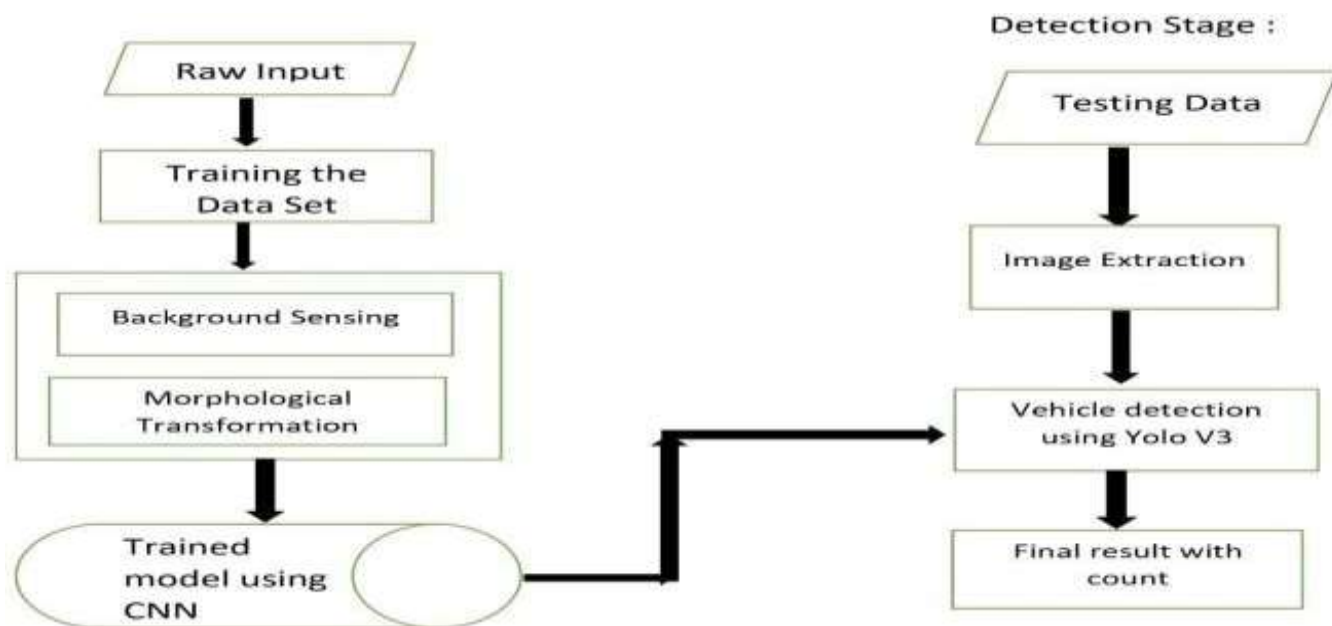 Raw Input
Training the
Data Set
Background Sensing
Morphological
Transformation
Trained
model using
CNN
Detection Stage :
Testing Data
Image Extraction
Vehicle detection
using Yolo V3
Final result with
count